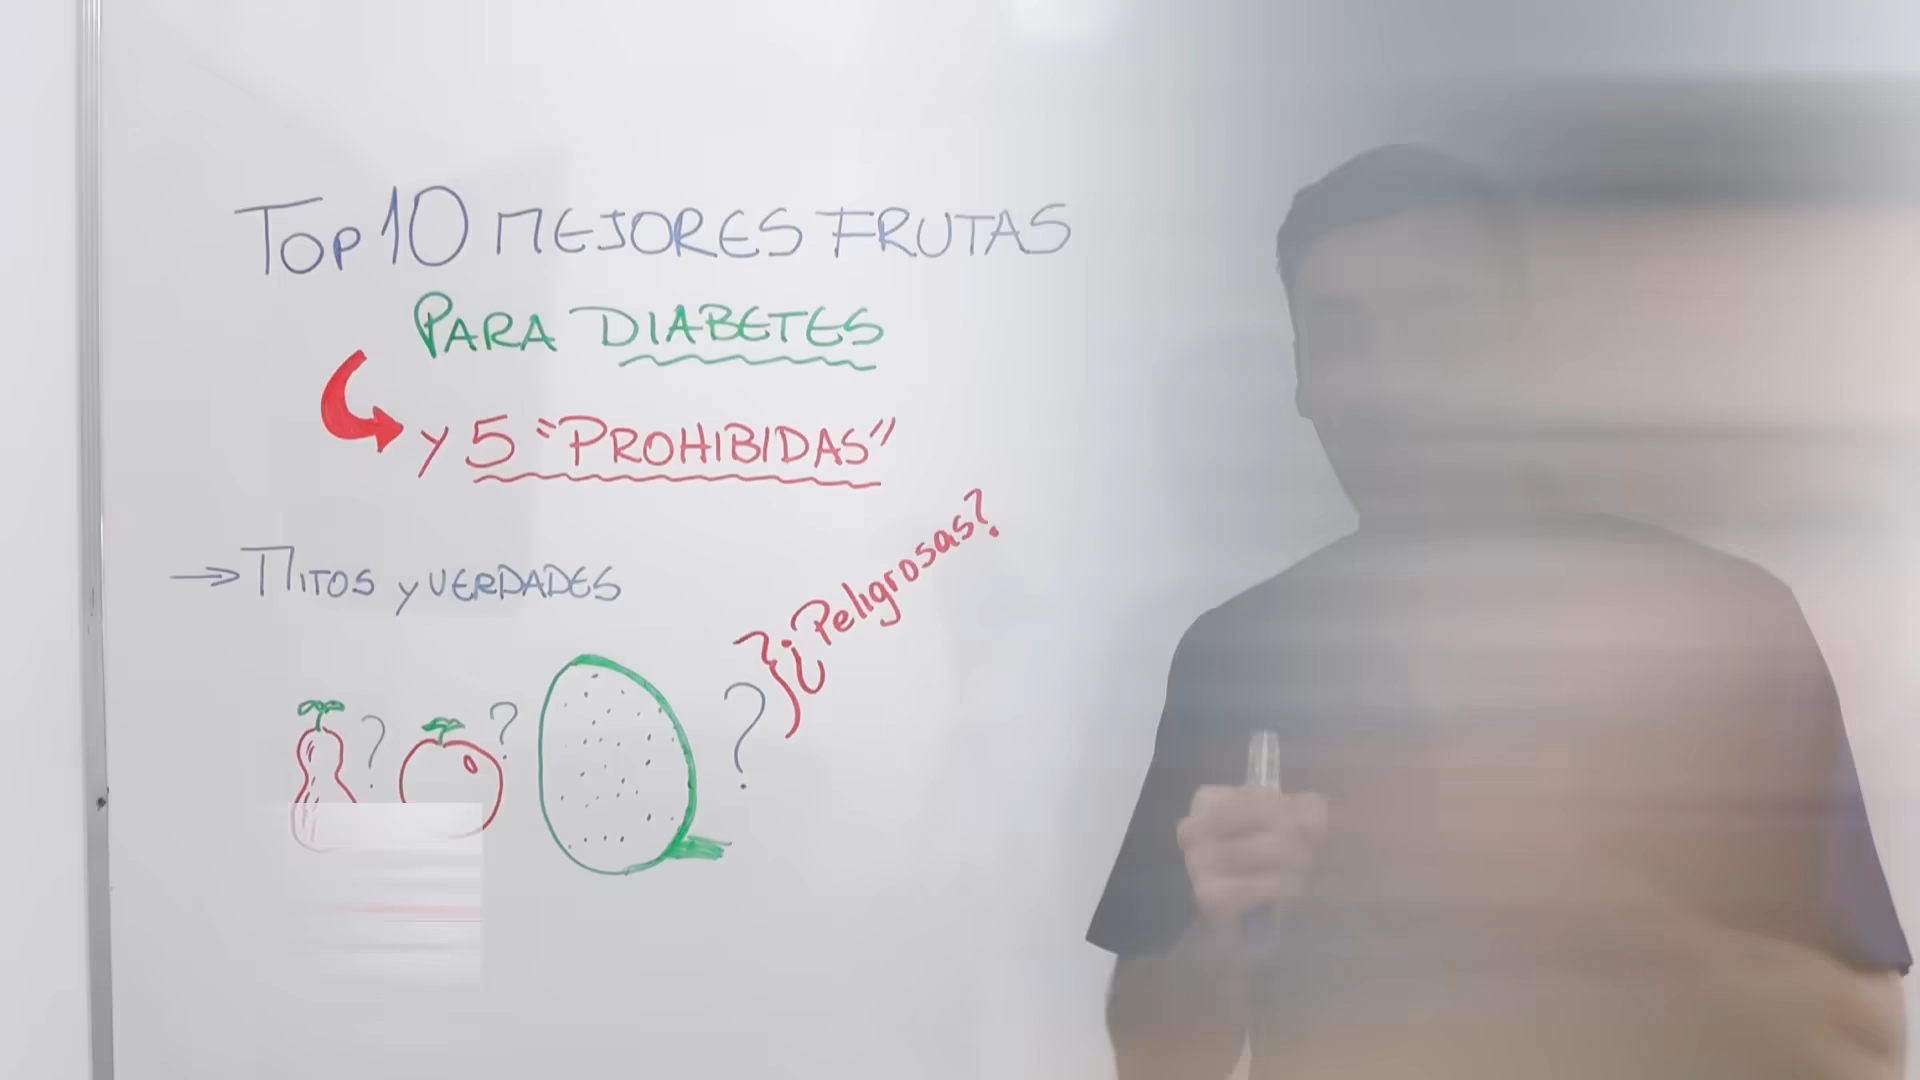 TOP 10 MEJORES FRUTAS
PARA DIABETES
Y 5 "PROHIBIDAS"
→ MITOS Y VERDADES
¿Peligrosas?
? ? ?